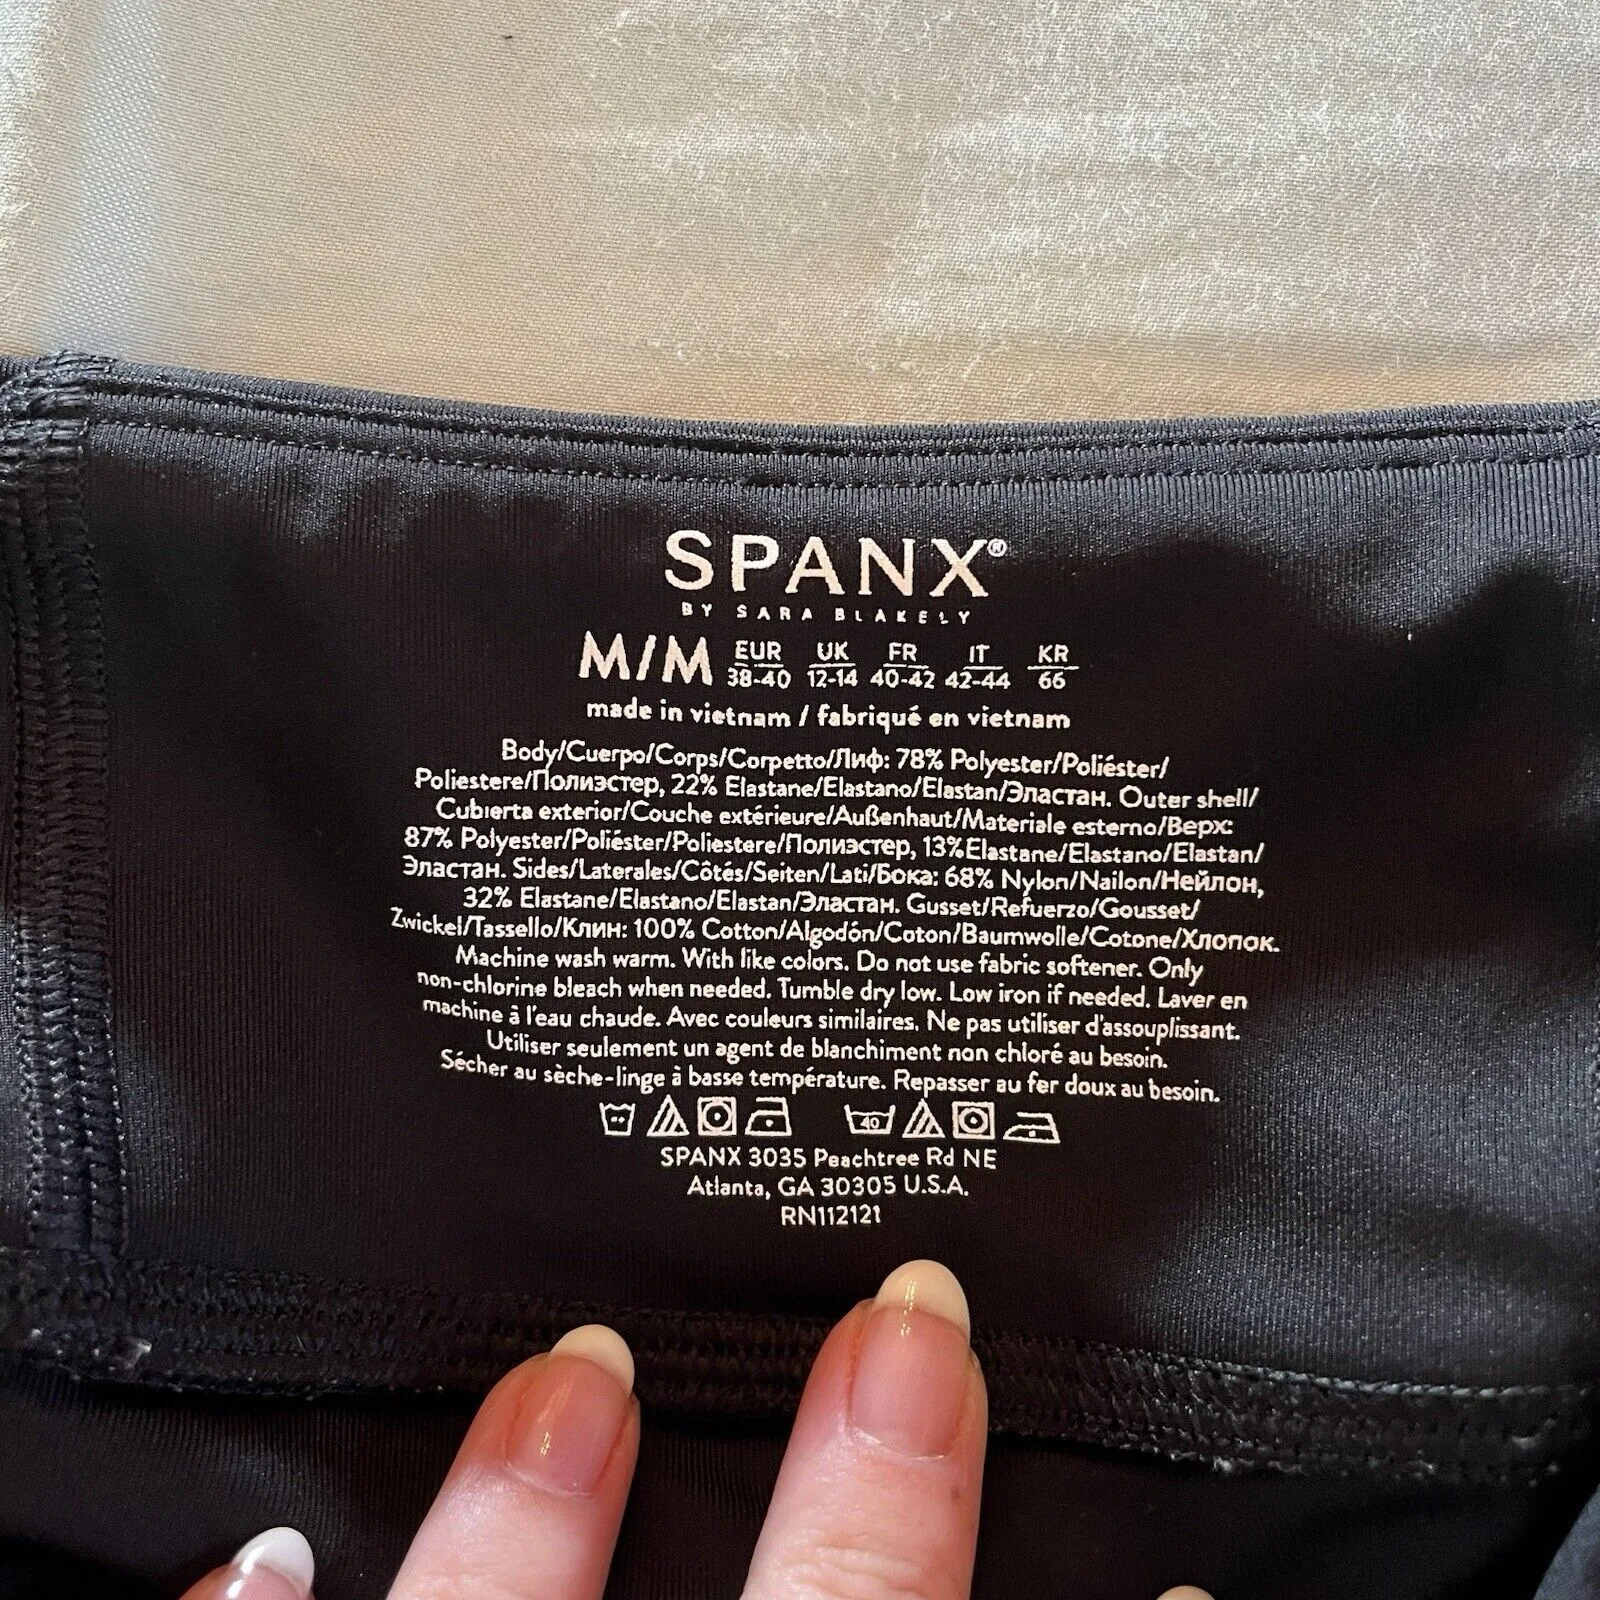 SPANX®
BY SARA BLAKELY
M/M EUR 38-40 UK 12-14 FR 40-42 IT 42-44 KR 66
made in vietnam / fabriqué en vietnam
Body/Cuerpo/Corps/Corpetto/Лиф: 78% Polyester/Poliéster/
Poliestere/Полиэстер, 22% Elastane/Elastano/Elastan/Эластан. Outer shell/
Cubierta exterior/Couche extérieure/Außenhaut/Materiale esterno/Верх:
87% Polyester/Poliéster/Poliestere/Полиэстер, 13%Elastane/Elastano/Elastan/
Эластан. Sides/Laterales/Côtés/Seiten/Lati/Бока: 68% Nylon/Nailon/Нейлон,
32% Elastane/Elastano/Elastan/Эластан. Gusset/Refuerzo/Gousset/
Zwickel/Tassello/Клин: 100% Cotton/Algodón/Coton/Baumwolle/Cotone/Хлопок.
Machine wash warm. With like colors. Do not use fabric softener. Only
non-chlorine bleach when needed. Tumble dry low. Low iron if needed. Laver en
machine à l'eau chaude. Avec couleurs similaires. Ne pas utiliser d'assouplissant.
Utiliser seulement un agent de blanchiment non chloré au besoin.
Sécher au sèche-linge à basse température. Repasser au fer doux au besoin.
40
SPANX 3035 Peachtree Rd NE
Atlanta, GA 30305 U.S.A.
RN112121